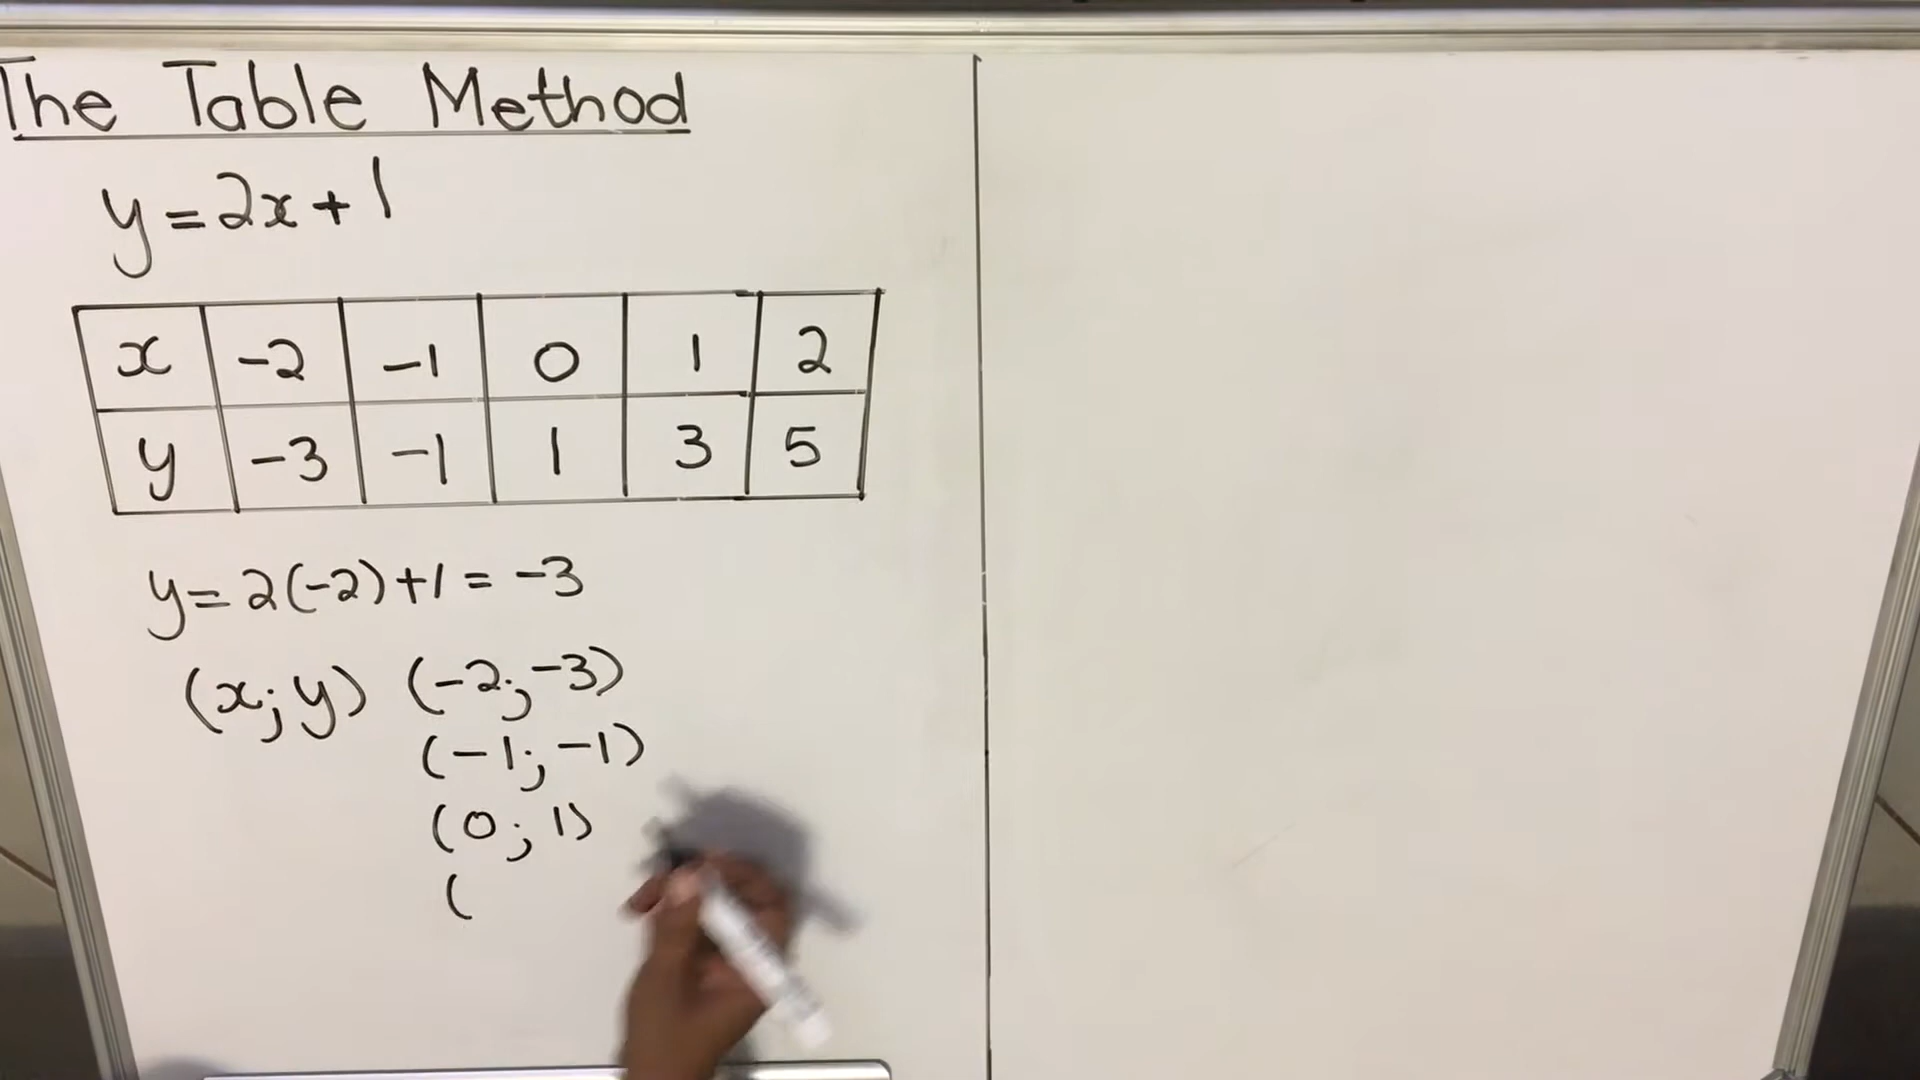 The Table Method
y=2x+1
x -2 -1 0 1 2
y -3 -1 1 3 5
y=2(-2)+1=-3
(x;y) (-2;-3)
(-1;-1)
(0;1)
(